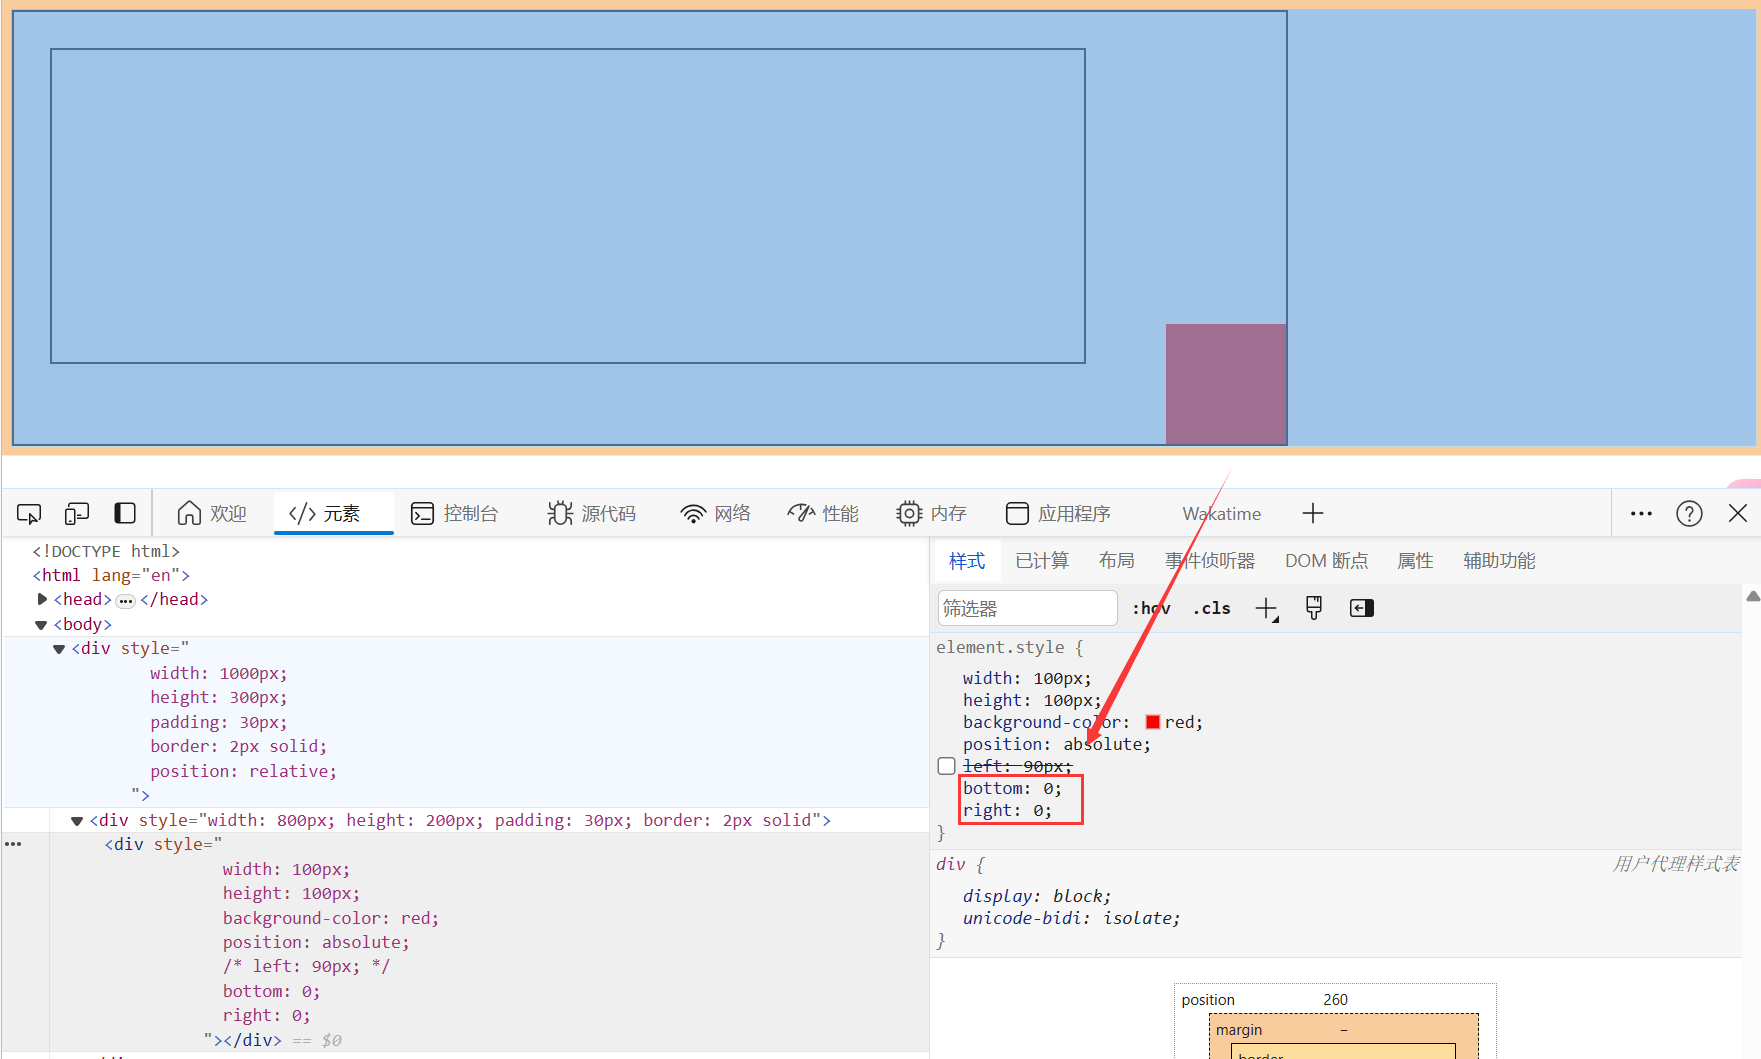 欢迎 </> 元素 控制台 源代码 网络 性能 内存 应用程序 Wakatime
<!DOCTYPE html>
<html lang="en">
<head> ••• </head>
<body>
<div style="
width: 1000px;
height: 300px;
padding: 30px;
border: 2px solid;
position: relative;
">
<div style="width: 800px; height: 200px; padding: 30px; border: 2px solid">
<div style="
width: 100px;
height: 100px;
background-color: red;
position: absolute;
/* left: 90px; */
bottom: 0;
right: 0;
"></div> == $0
样式 已计算 布局 事件侦听器 DOM 断点 属性 辅助功能
筛选器 :hov .cls
element.style {
width: 100px;
height: 100px;
background-color: red;
position: absolute;
left: 90px;
bottom: 0;
right: 0;
}
div { 用户代理样式表
display: block;
unicode-bidi: isolate;
}
position 260
margin –